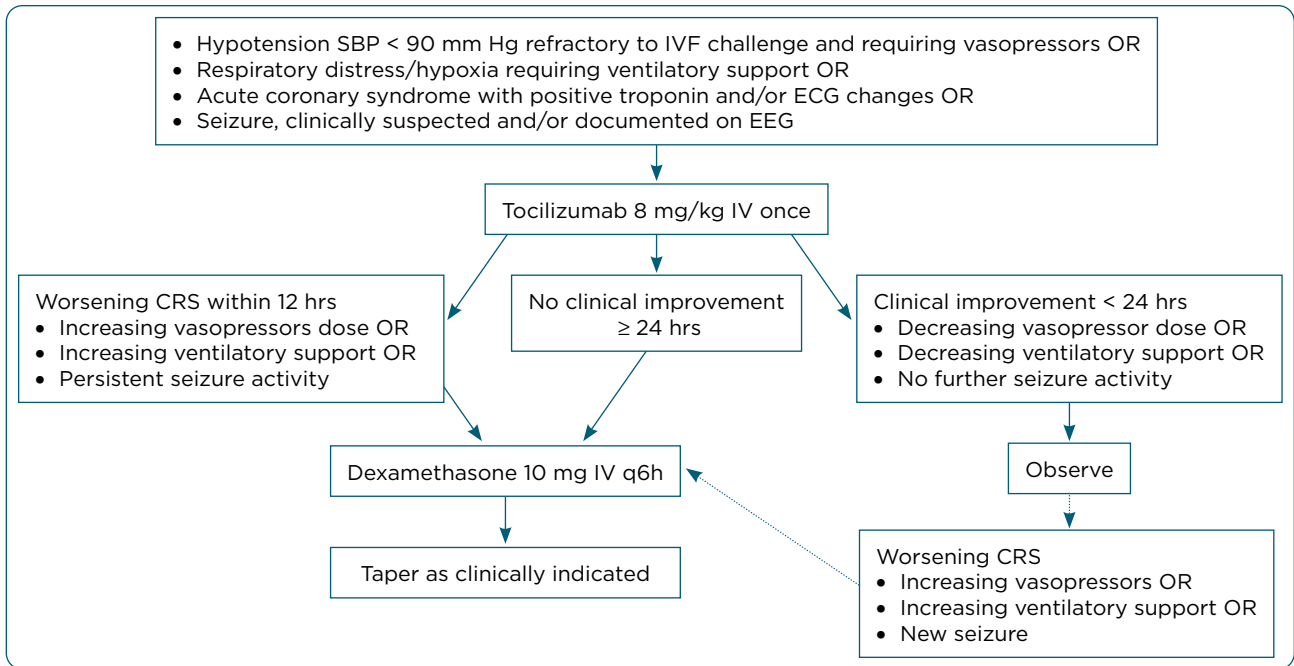 • Hypotension SBP < 90 mm Hg refractory to IVF challenge and requiring vasopressors OR
• Respiratory distress/hypoxia requiring ventilatory support OR
• Acute coronary syndrome with positive troponin and/or ECG changes OR
• Seizure, clinically suspected and/or documented on EEG
Tocilizumab 8 mg/kg IV once
Worsening CRS within 12 hrs
• Increasing vasopressors dose OR
• Increasing ventilatory support OR
• Persistent seizure activity
No clinical improvement
≥ 24 hrs
Clinical improvement < 24 hrs
• Decreasing vasopressor dose OR
• Decreasing ventilatory support OR
• No further seizure activity
Dexamethasone 10 mg IV q6h
Observe
Taper as clinically indicated
Worsening CRS
• Increasing vasopressors OR
• Increasing ventilatory support OR
• New seizure